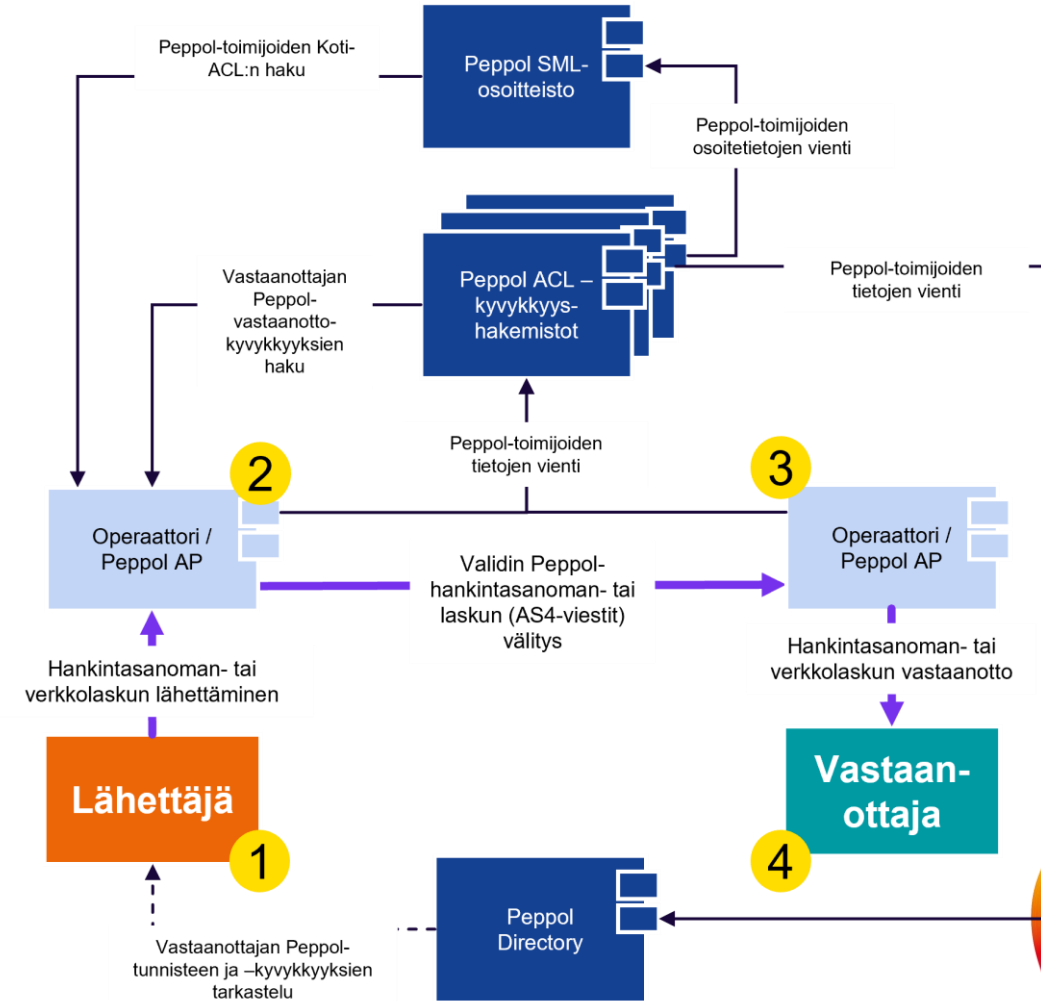 Peppol-toimijoiden Koti-
ACL:n haku
Peppol SML-
osoitteisto
Peppol-toimijoiden
osoitetietojen vienti
Vastaanottajan
Peppol-
vastaanotto-
kyvykkyyksien
haku
Peppol ACL –
kyvykkyys-
hakemistot
Peppol-toimijoiden
tietojen vienti
Peppol-toimijoiden
tietojen vienti
2
3
Operaattori /
Peppol AP
Operaattori /
Peppol AP
Validin Peppol-
hankintasanoman- tai
laskun (AS4-viestit)
välitys
Hankintasanoman- tai
verkkolaskun lähettäminen
Hankintasanoman- tai
verkkolaskun vastaanotto
Lähettäjä
1
Vastaan-
ottaja
4
Peppol
Directory
Vastaanottajan Peppol-
tunnisteen ja –kyvykkyyksien
tarkastelu